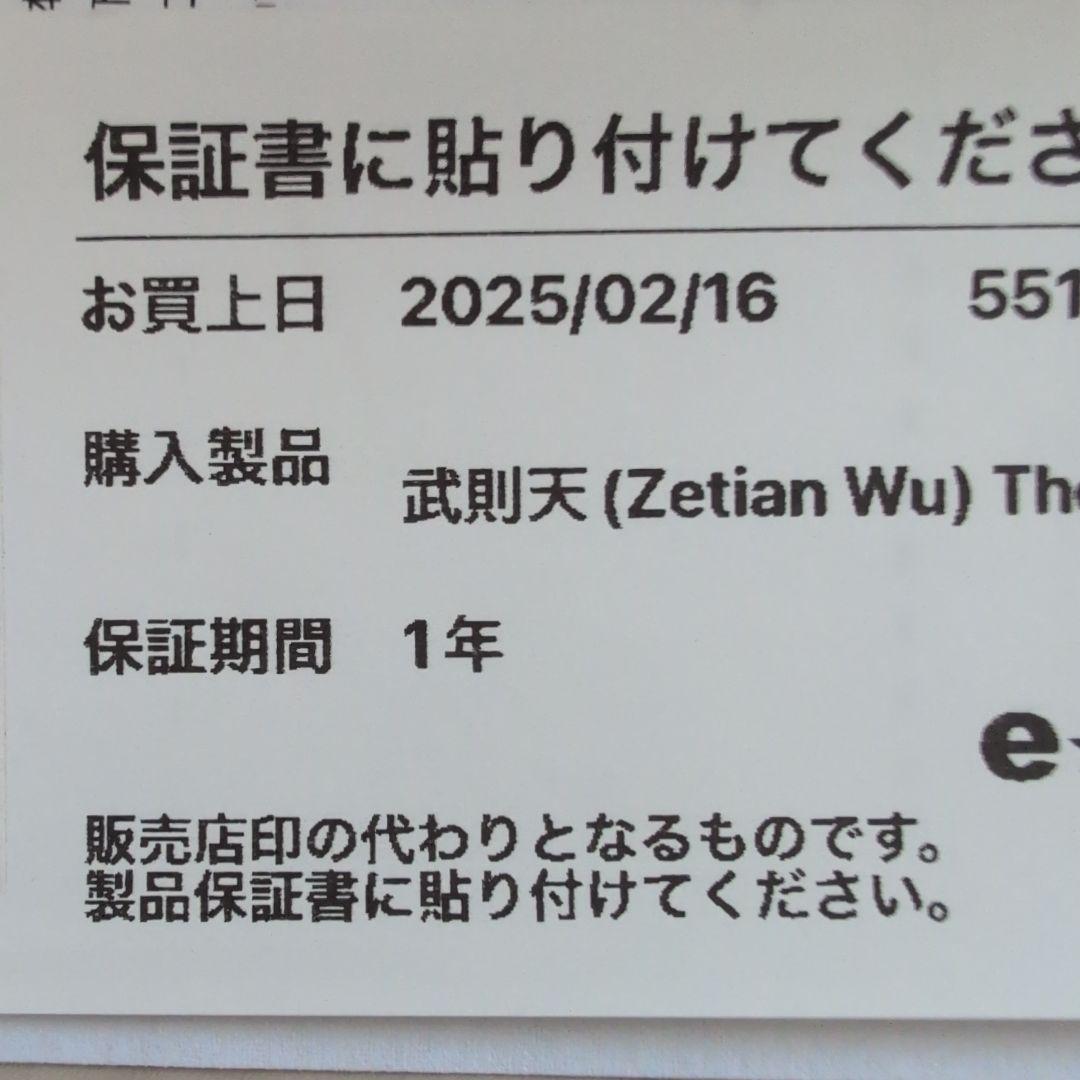 保証書に貼り付けてくださ
お買上日 2025/02/16 551
購入製品
武則天(Zetian Wu) The
保証期間 1年
e
販売店印の代わりとなるものです。
製品保証書に貼り付けてください。